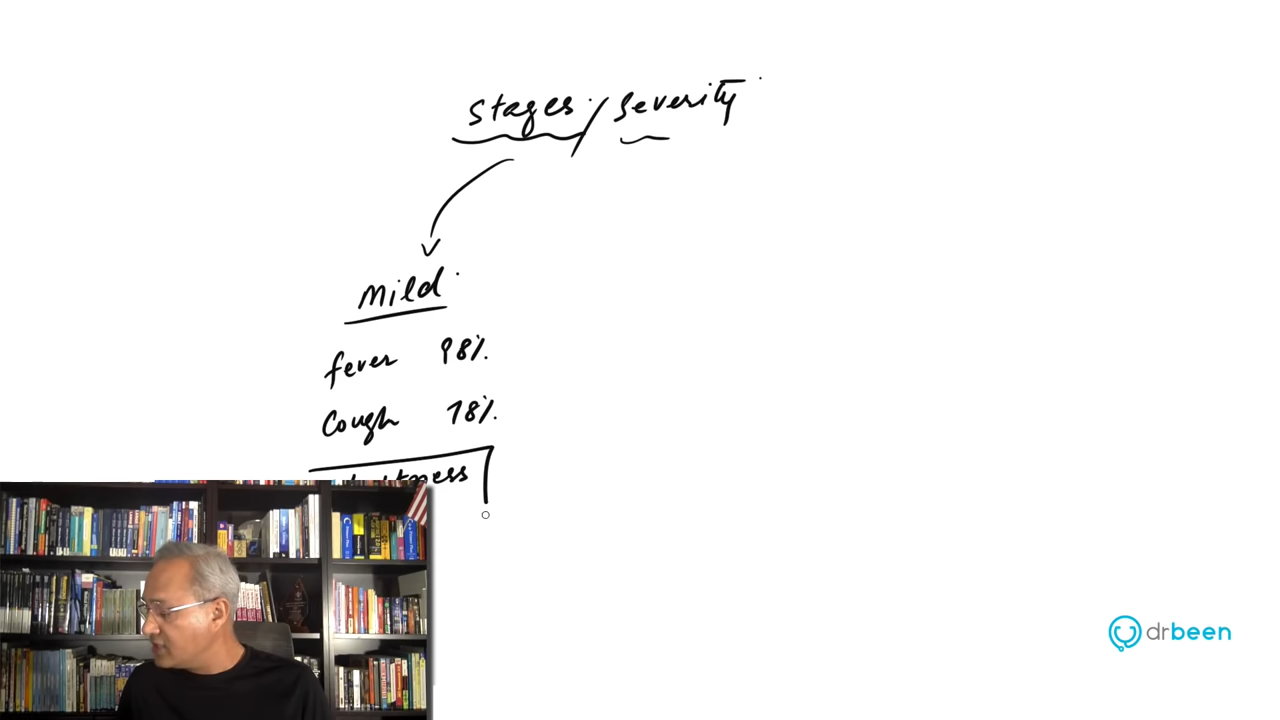 Stages / Severity
Mild
fever 98%
Cough 78%
drbeen